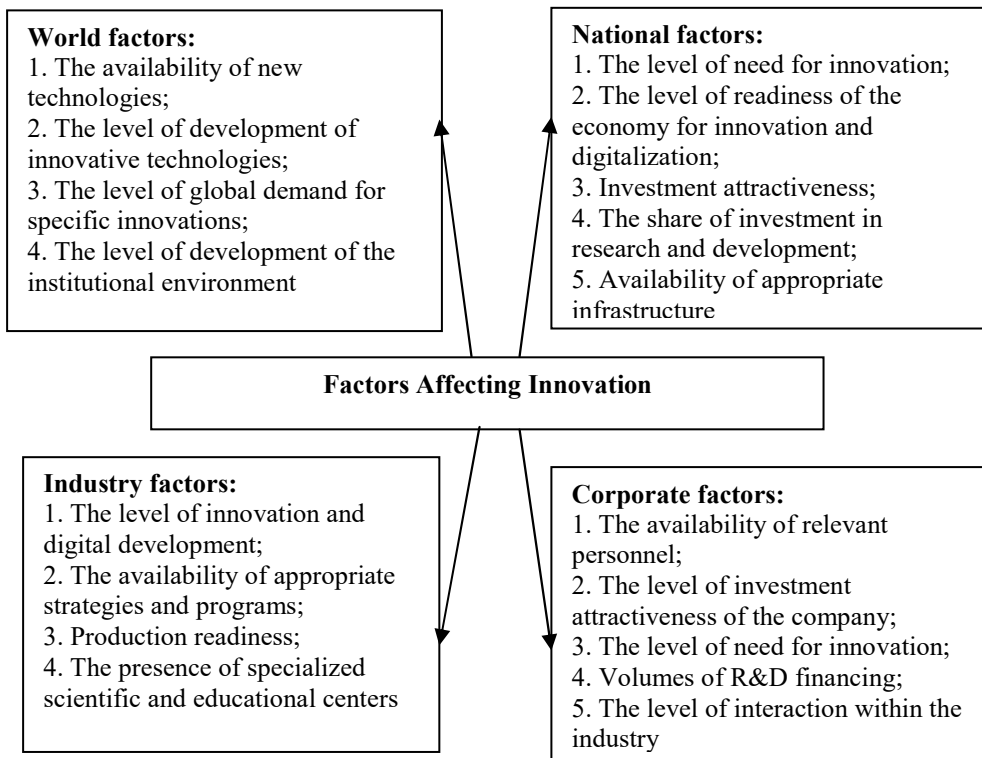 World factors:
1. The availability of new
technologies;
2. The level of development of
innovative technologies;
3. The level of global demand for
specific innovations;
4. The level of development of the
institutional environment
National factors:
1. The level of need for innovation;
2. The level of readiness of the
economy for innovation and
digitalization;
3. Investment attractiveness;
4. The share of investment in
research and development;
5. Availability of appropriate
infrastructure
Factors Affecting Innovation
Industry factors:
1. The level of innovation and
digital development;
2. The availability of appropriate
strategies and programs;
3. Production readiness;
4. The presence of specialized
scientific and educational centers
Corporate factors:
1. The availability of relevant
personnel;
2. The level of investment
attractiveness of the company;
3. The level of need for innovation;
4. Volumes of R&D financing;
5. The level of interaction within the
industry